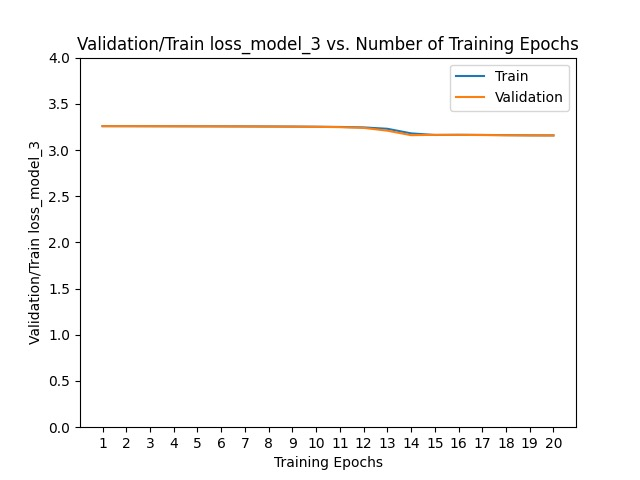 Validation/Train loss_model_3 vs. Number of Training Epochs
Train
Validation
Validation/Train loss_model_3
4.0
3.5
3.0
2.5
2.0
1.5
1.0
0.5
0.0
1 2 3 4 5 6 7 8 9 10 11 12 13 14 15 16 17 18 19 20
Training Epochs